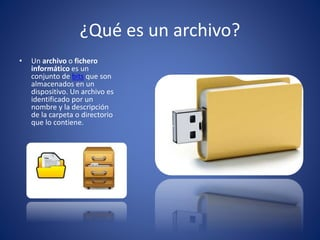 ¿Qué es un archivo?
• Un archivo o fichero
informático es un
conjunto de bits que son
almacenados en un
dispositivo. Un archivo es
identificado por un
nombre y la descripción
de la carpeta o directorio
que lo contiene.